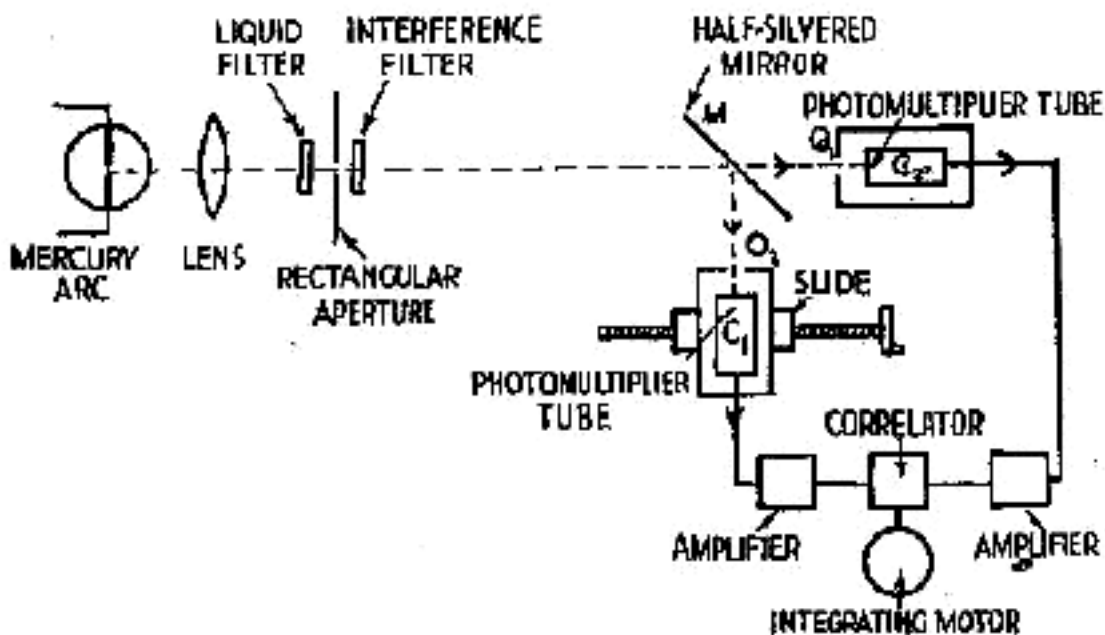 LIQUID
FILTER
INTERFERENCE
FILTER
HALF-SILVERED
MIRROR
M
PHOTOMULTIPLIER TUBE
MERCURY
ARC
LENS
RECTANGULAR
APERTURE
SLIDE
C₁
PHOTOMULTIPLIER
TUBE
CORRELATOR
AMPLIFIER
AMPLIFIER
INTEGRATING MOTOR